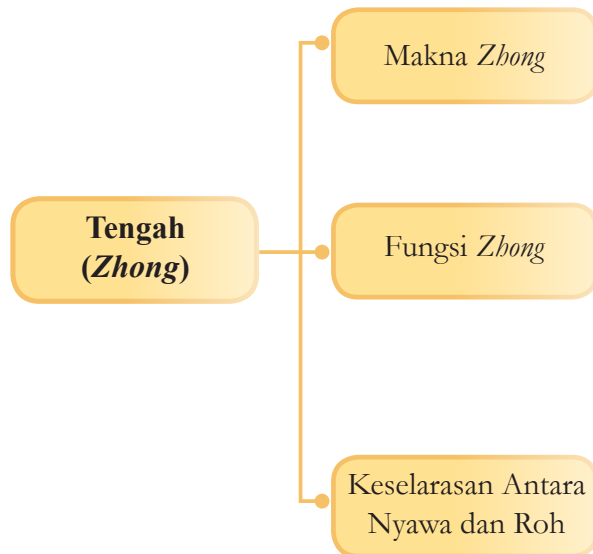 Makna Zhong
Tengah
(Zhong)
Fungsi Zhong
Keselarasan Antara
Nyawa dan Roh